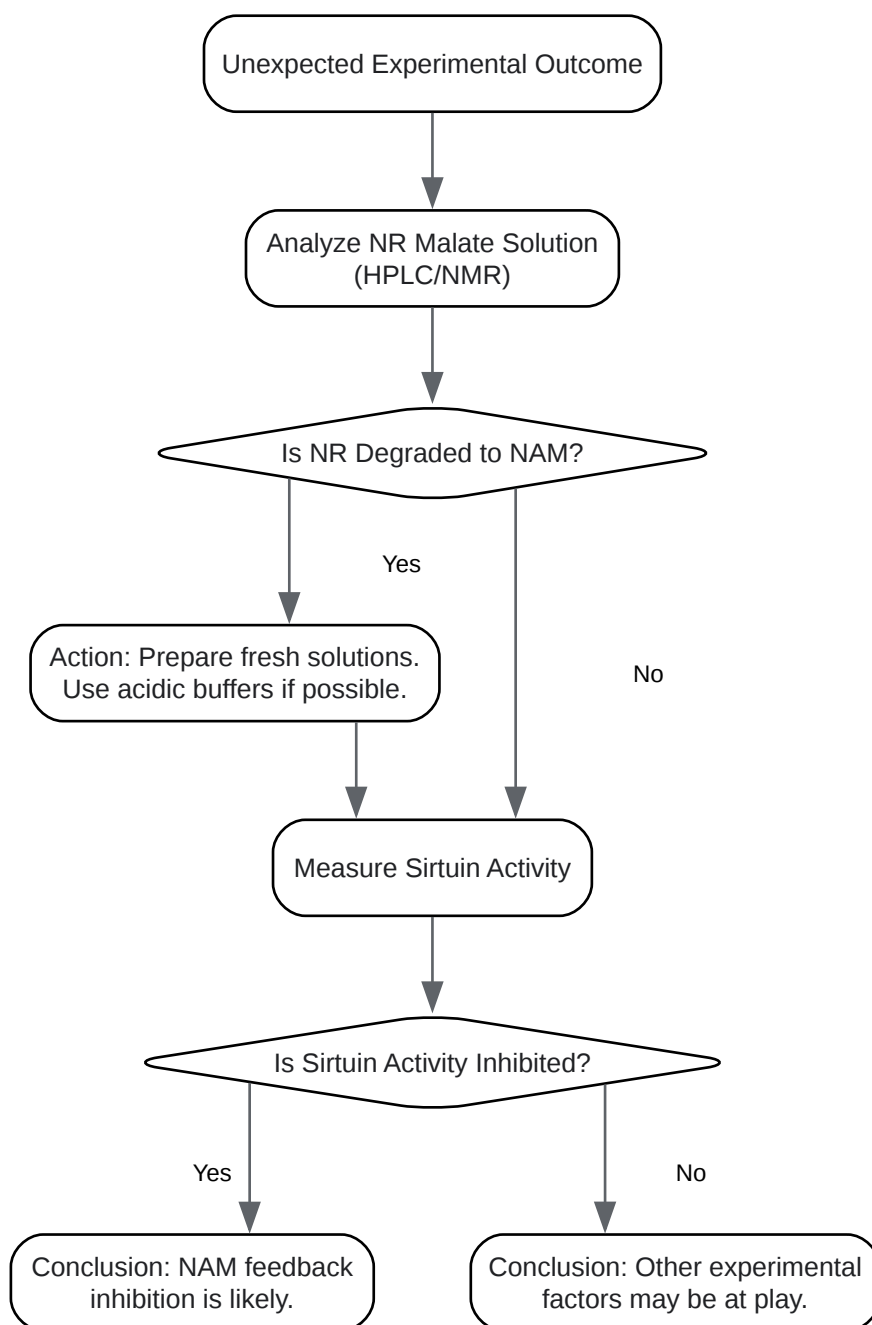 Unexpected Experimental Outcome
Analyze NR Malate Solution
(HPLC/NMR)
Is NR Degraded to NAM?
Yes
Action: Prepare fresh solutions.
Use acidic buffers if possible.
No
Measure Sirtuin Activity
Is Sirtuin Activity Inhibited?
Yes
No
Conclusion: NAM feedback
inhibition is likely.
Conclusion: Other experimental
factors may be at play.